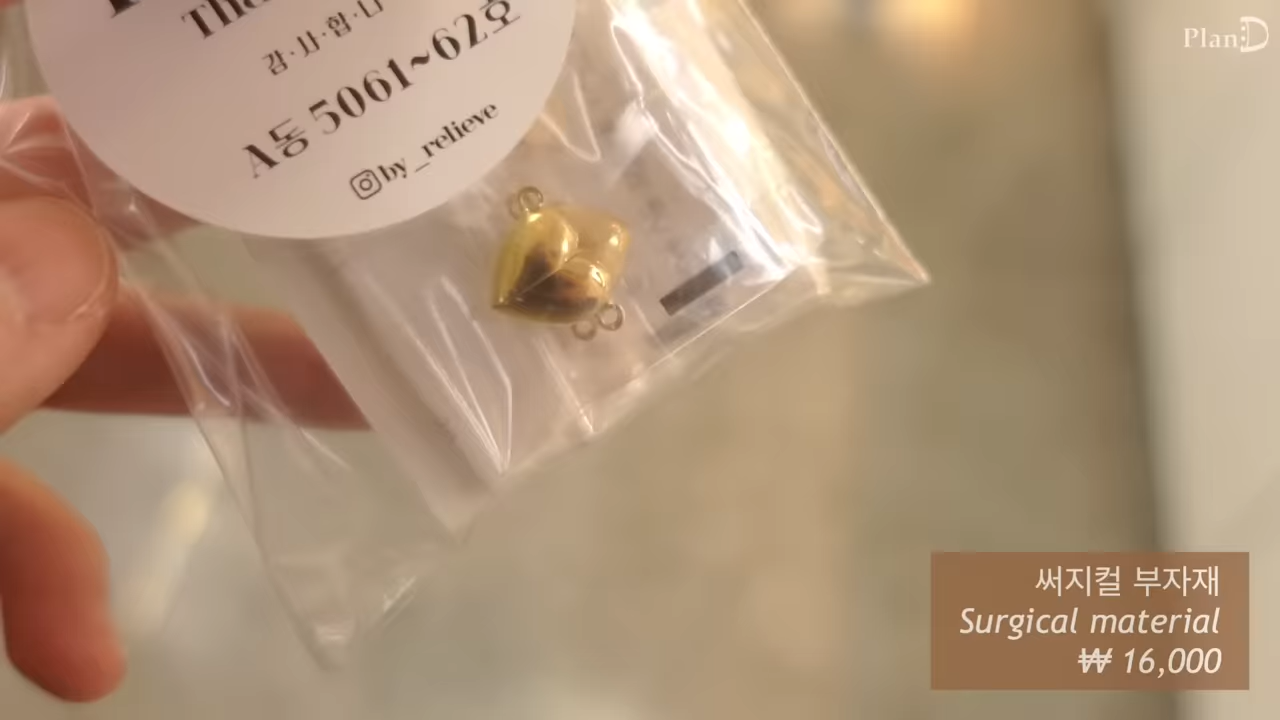 Tha
감·사·합·니
A동 5061~62호
by_relieve
Plan:D
써지컬 부자재
Surgical material
₩ 16,000